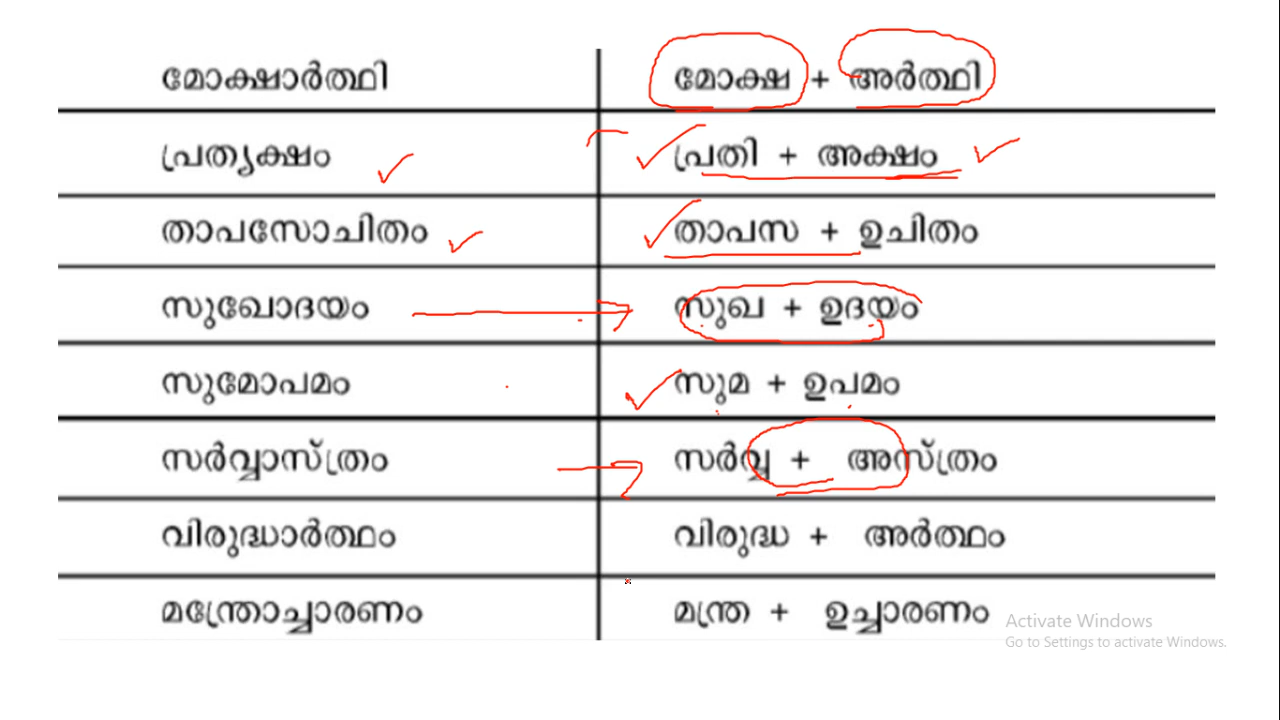 മോക്ഷാർത്ഥി മോക്ഷ + അർത്ഥി
പ്രത്യക്ഷം പ്രതി + അക്ഷം
താപസോചിതം താപസ + ഉചിതം
സുഖോദയം സുഖ + ഉദയം
സുമോപമം സുമ + ഉപമം
സർവ്വാസ്ത്രം സർവ്വ + അസ്ത്രം
വിരുദ്ധാർത്ഥം വിരുദ്ധ + അർത്ഥം
മന്ത്രോച്ചാരണം മന്ത്ര + ഉച്ചാരണം
Activate Windows
Go to Settings to activate Windows.